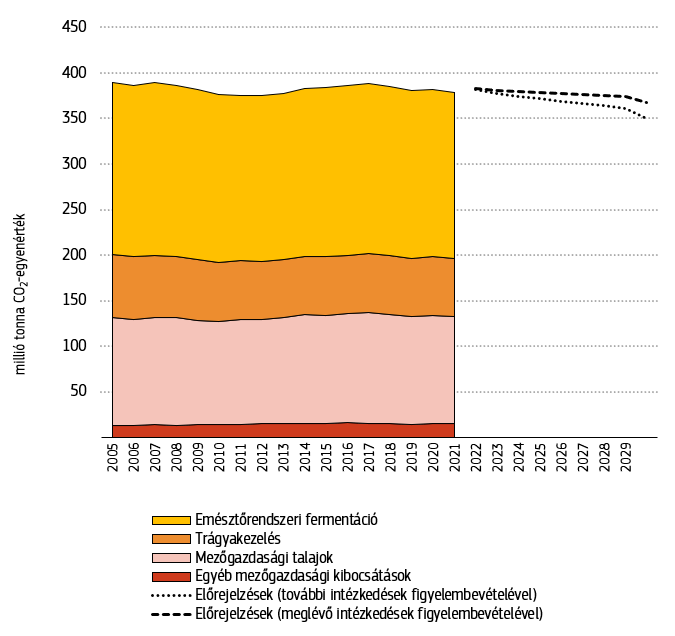 450
400
350
300
250
200
150
100
50
millió tonna CO₂-egyenérték
2005 2006 2007 2008 2009 2010 2011 2012 2013 2014 2015 2016 2017 2018 2019 2020 2021 2022 2023 2024 2025 2026 2027 2028 2029
Emésztőrendszeri fermentáció
Trágyakezelés
Mezőgazdasági talajok
Egyéb mezőgazdasági kibocsátások
Előrejelzések (további intézkedések figyelembevételével)
Előrejelzések (meglévő intézkedések figyelembevételével)